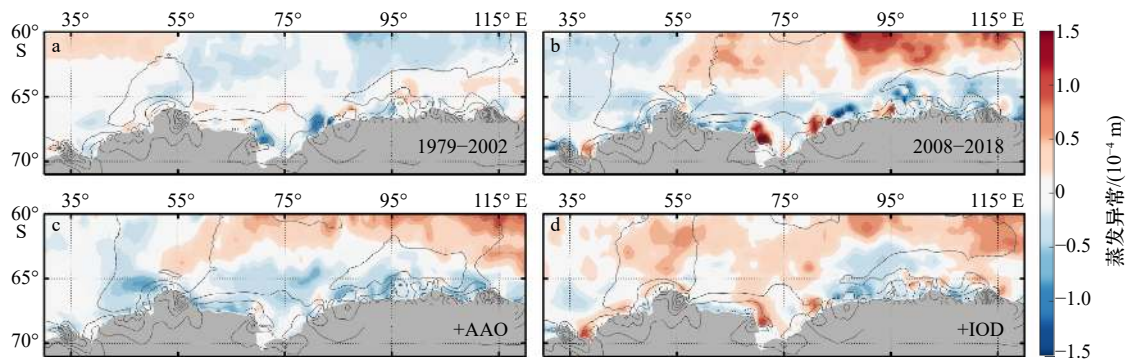 35° 55° 75° 95° 115° E 35° 55° 75° 95° 115° E
60°
S
65°
70°
a
1979−2002
b
2008−2018
60°
S
65°
70°
c
+AAO
d
+IOD
35° 55° 75° 95° 115° E 35° 55° 75° 95° 115° E
1.5
1.0
0.5
0
−0.5
−1.0
−1.5
蒸发异常/(10⁻⁴ m)